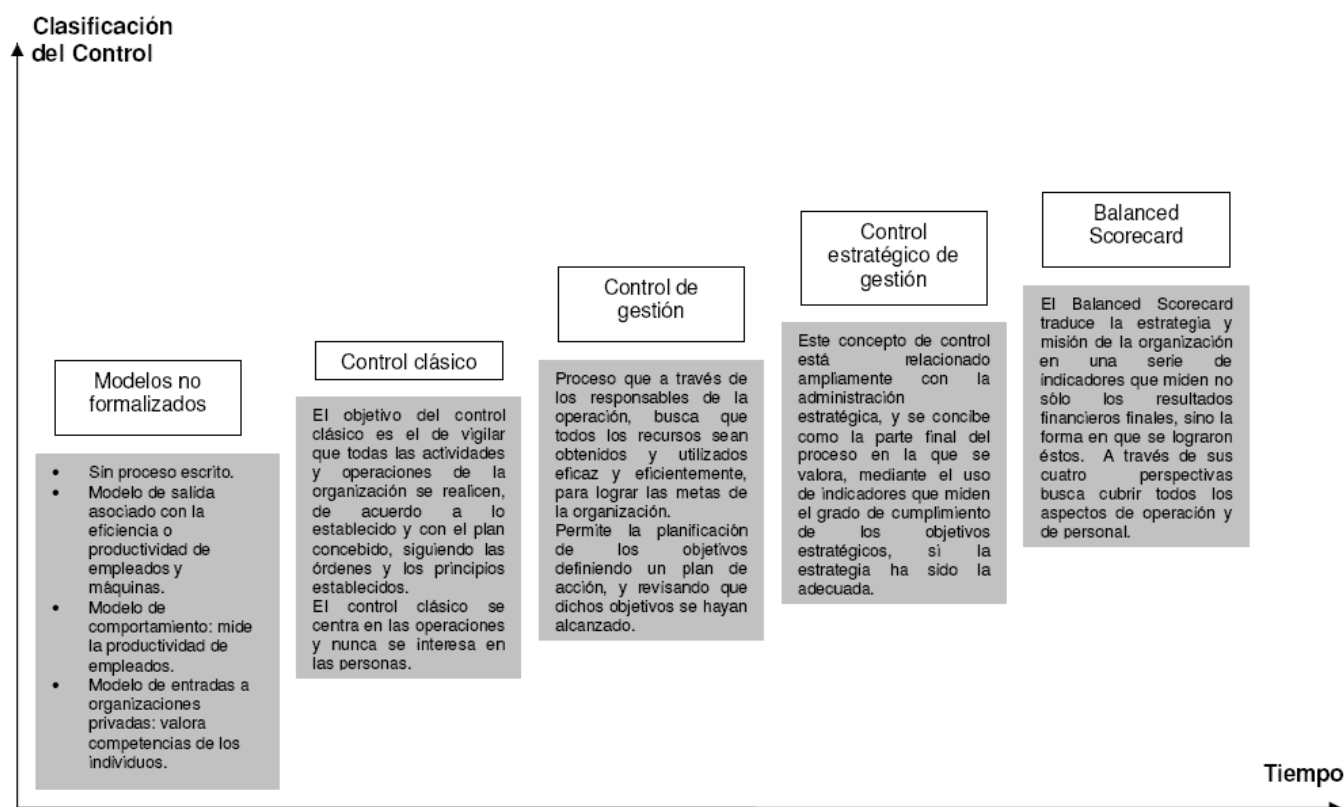 Clasificación
del Control
Modelos no
formalizados
• Sin proceso escrito.
• Modelo de salida
asociado con la
eficiencia o
productividad de
empleados y
máquinas.
• Modelo de
comportamiento: mide
la productividad de
empleados.
• Modelo de entradas a
organizaciones
privadas: valora
competencias de los
individuos.
Control clásico
El objetivo del control
clásico es el de vigilar
que todas las actividades
y operaciones de la
organización se realicen,
de acuerdo a lo
establecido y con el plan
concebido, siguiendo las
órdenes y los principios
establecidos.
El control clásico se
centra en las operaciones
y nunca se interesa en
las personas.
Control de
gestión
Proceso que a través de
los responsables de la
operación, busca que
todos los recursos sean
obtenidos y utilizados
eficaz y eficientemente,
para lograr las metas de
la organización.
Permite la planificación
de los objetivos
definiendo un plan de
acción, y revisando que
dichos objetivos se hayan
alcanzado.
Control
estratégico de
gestión
Este concepto de control
está relacionado
ampliamente con la
administración
estratégica, y se concibe
como la parte final del
proceso en la que se
valora, mediante el uso
de indicadores que miden
el grado de cumplimiento
de los objetivos
estratégicos, si la
estrategia ha sido la
adecuada.
Balanced
Scorecard
El Balanced Scorecard
traduce la estrategia y
misión de la organización
en una serie de
indicadores que miden no
sólo los resultados
financieros finales, sino la
forma en que se lograron
éstos. A través de sus
cuatro perspectivas
busca cubrir todos los
aspectos de operación y
de personal.
Tiempo